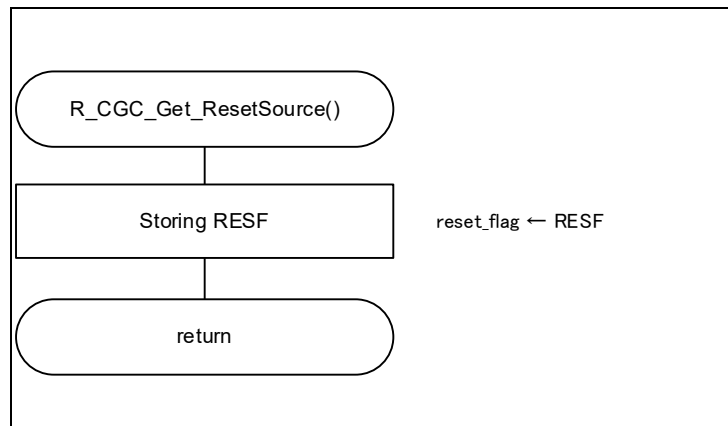 R_CGC_Get_ResetSource()
Storing RESF
reset_flag ← RESF
return